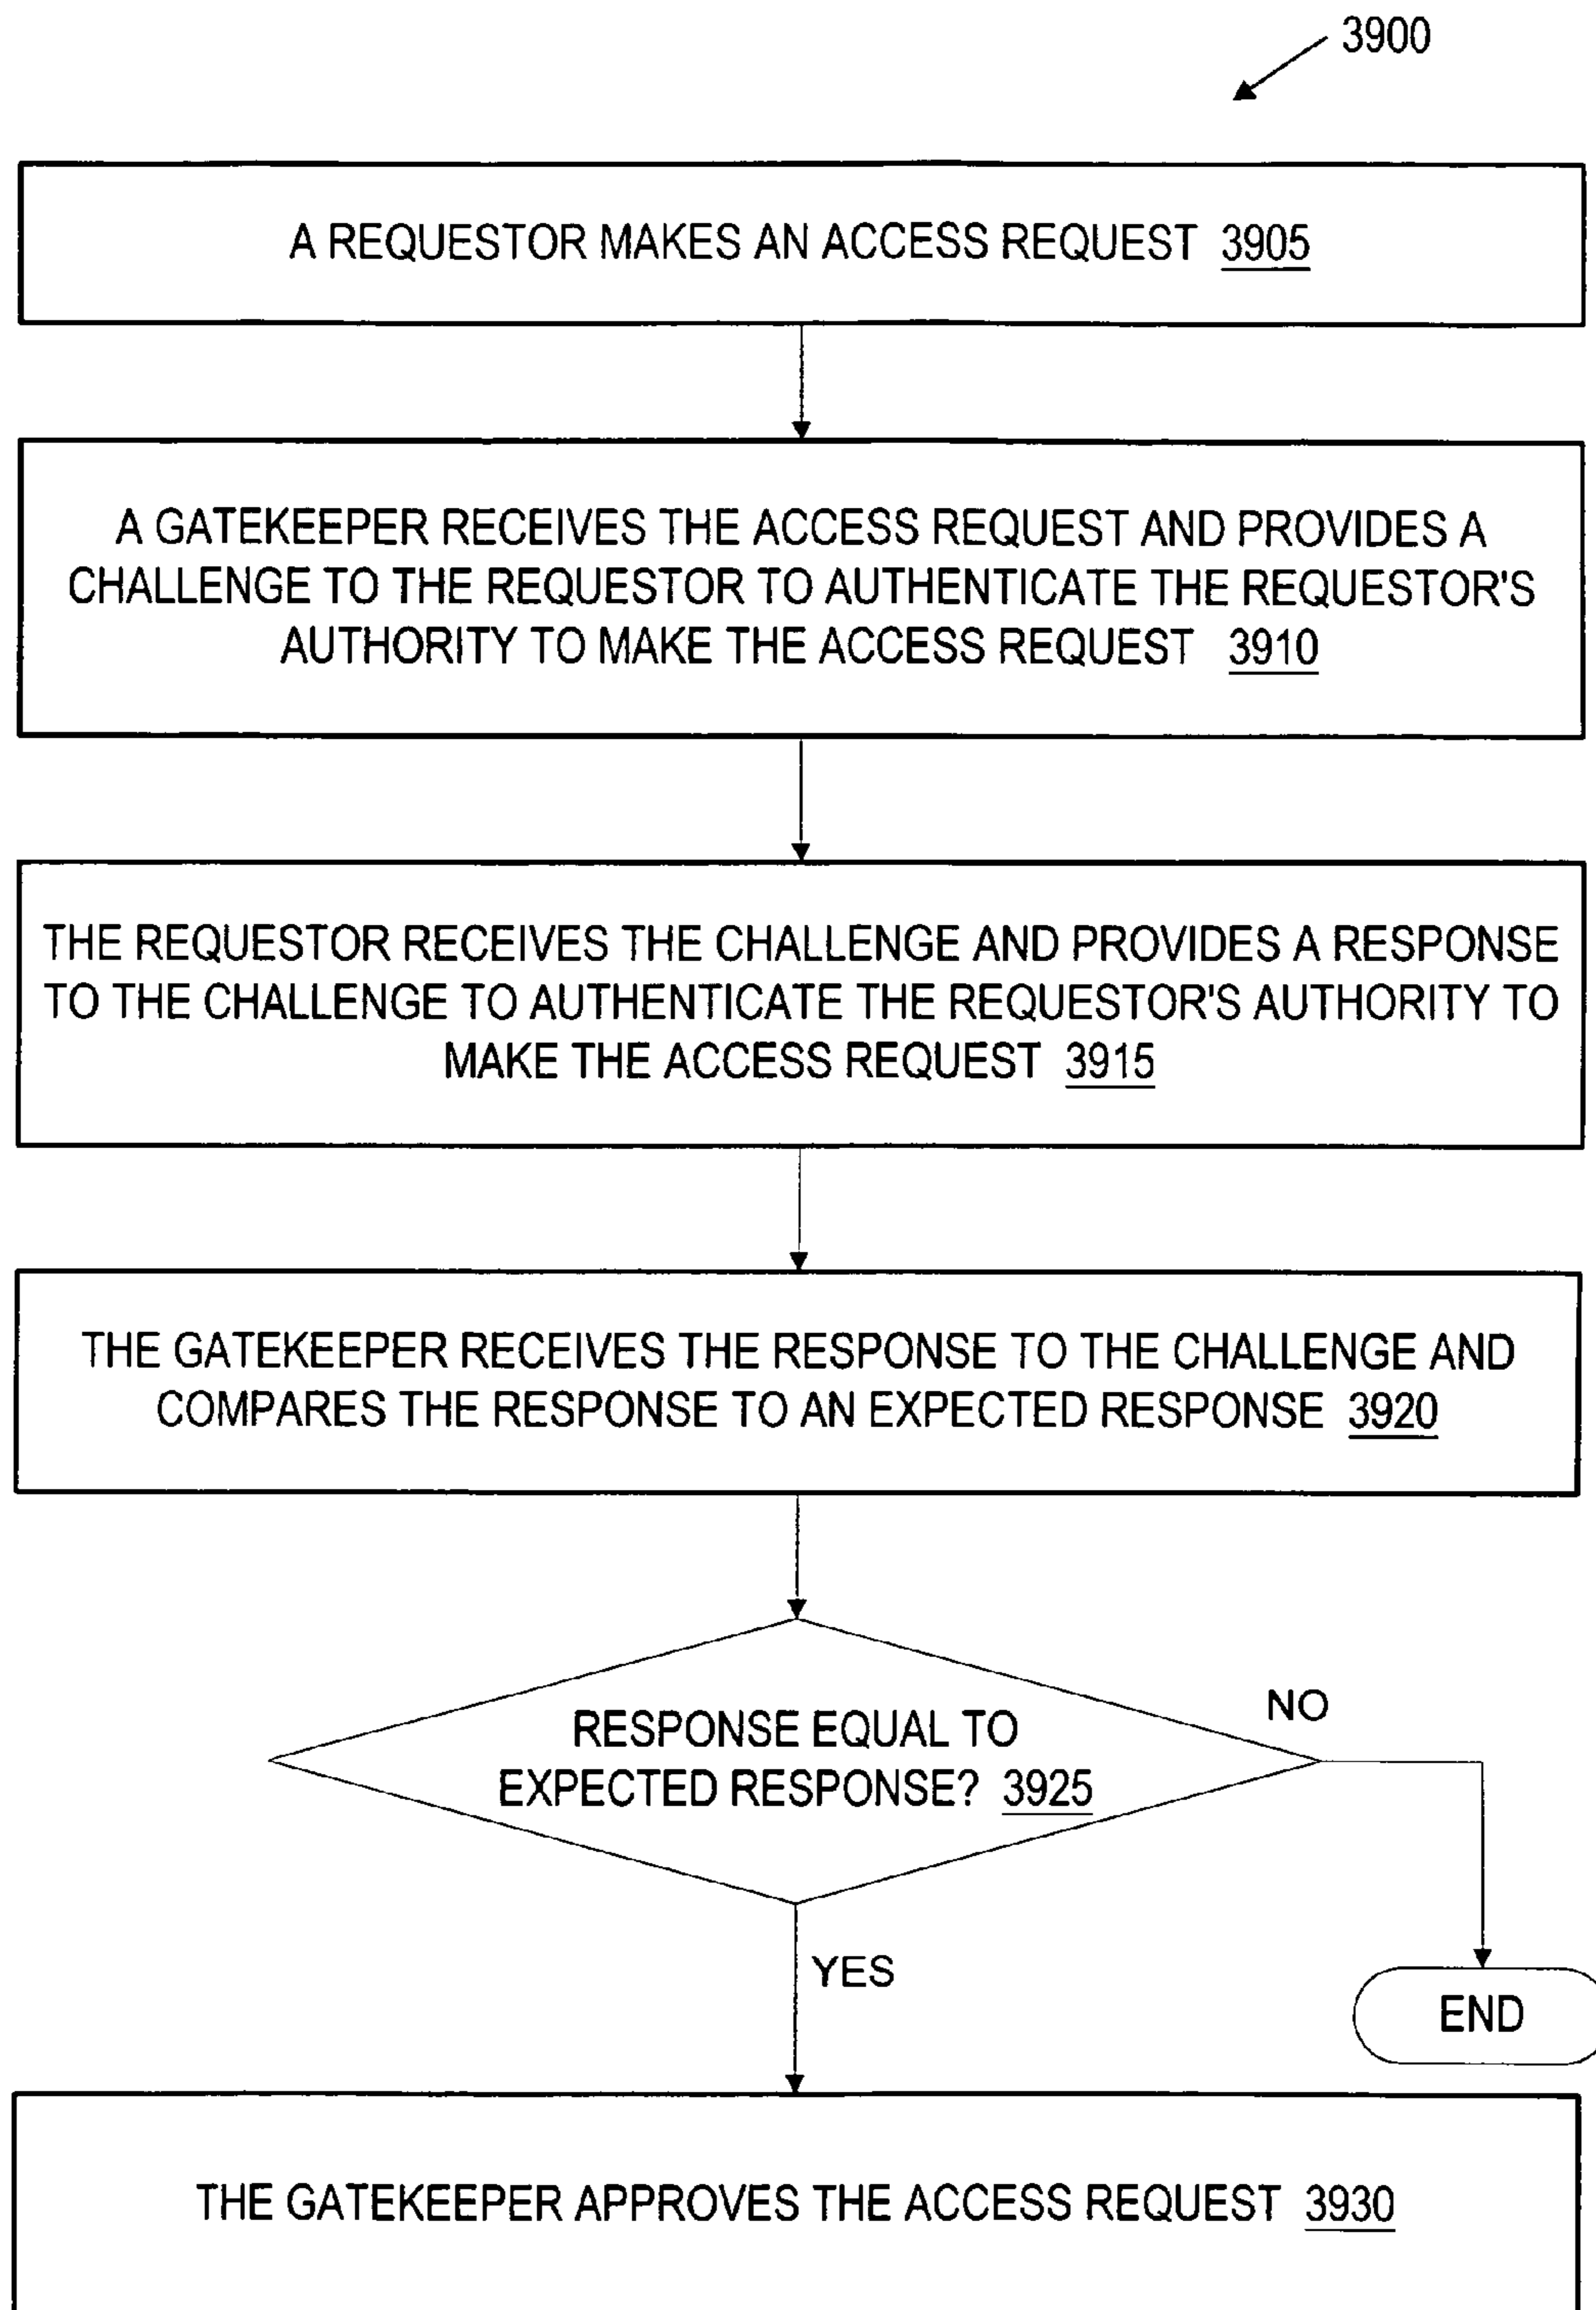 3900
A REQUESTOR MAKES AN ACCESS REQUEST 3905
A GATEKEEPER RECEIVES THE ACCESS REQUEST AND PROVIDES A
CHALLENGE TO THE REQUESTOR TO AUTHENTICATE THE REQUESTOR'S
AUTHORITY TO MAKE THE ACCESS REQUEST 3910
THE REQUESTOR RECEIVES THE CHALLENGE AND PROVIDES A RESPONSE
TO THE CHALLENGE TO AUTHENTICATE THE REQUESTOR'S AUTHORITY TO
MAKE THE ACCESS REQUEST 3915
THE GATEKEEPER RECEIVES THE RESPONSE TO THE CHALLENGE AND
COMPARES THE RESPONSE TO AN EXPECTED RESPONSE 3920
RESPONSE EQUAL TO
EXPECTED RESPONSE? 3925
NO
YES
END
THE GATEKEEPER APPROVES THE ACCESS REQUEST 3930